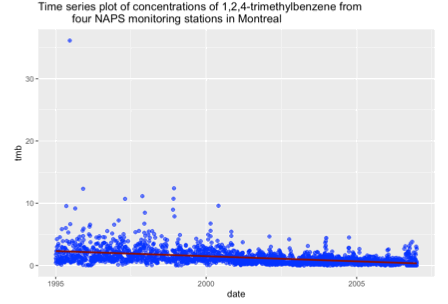 Time series plot of concentrations of 1,2,4-trimethylbenzene from
four NAPS monitoring stations in Montreal
30
20
10
0
tmb
1995
2000
2005
date